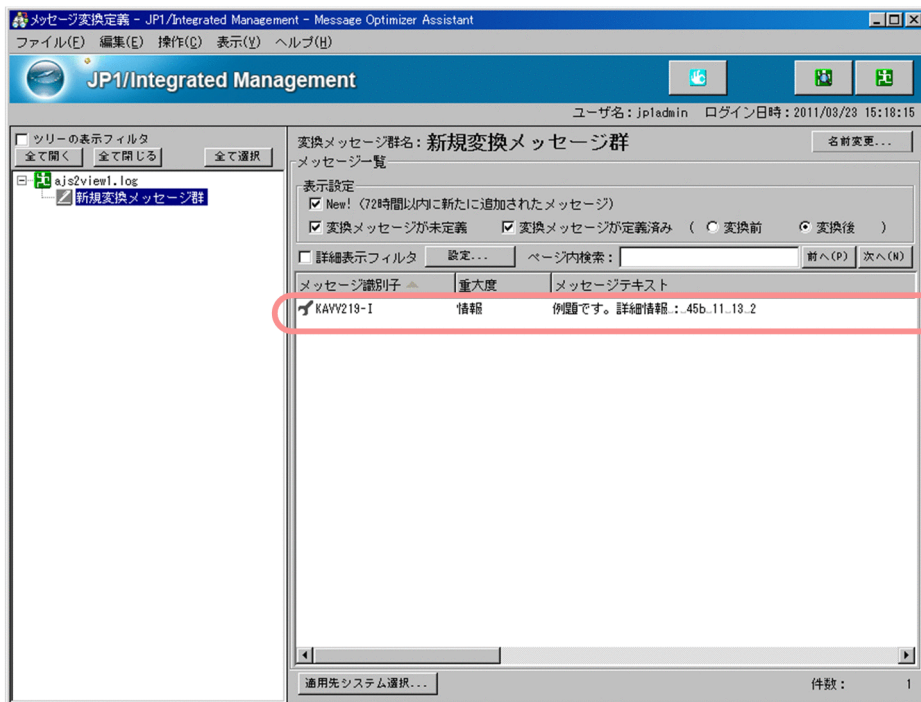 メッセージ変換定義 - JP1/Integrated Management - Message Optimizer Assistant
ファイル(F) 編集(E) 操作(C) 表示(V) ヘルプ(H)
JP1/Integrated Management
ユーザ名：jp1admin ログイン日時：2011/03/23 15:18:15
ツリーの表示フィルタ
全て開く 全て閉じる 全て選択
ajs2view1.log
新規変換メッセージ群
変換メッセージ群名：新規変換メッセージ群 名前変更...
メッセージ一覧
表示設定
New!（72時間以内に新たに追加されたメッセージ）
変換メッセージが未定義 変換メッセージが定義済み ( 変換前 変換後 )
詳細表示フィルタ 設定... ページ内検索： 前へ(P) 次へ(N)
メッセージ識別子 重大度 メッセージテキスト
KAVV219-I 情報 例題です。詳細情報_:_45b_11_13_2
適用先システム選択... 件数： 1